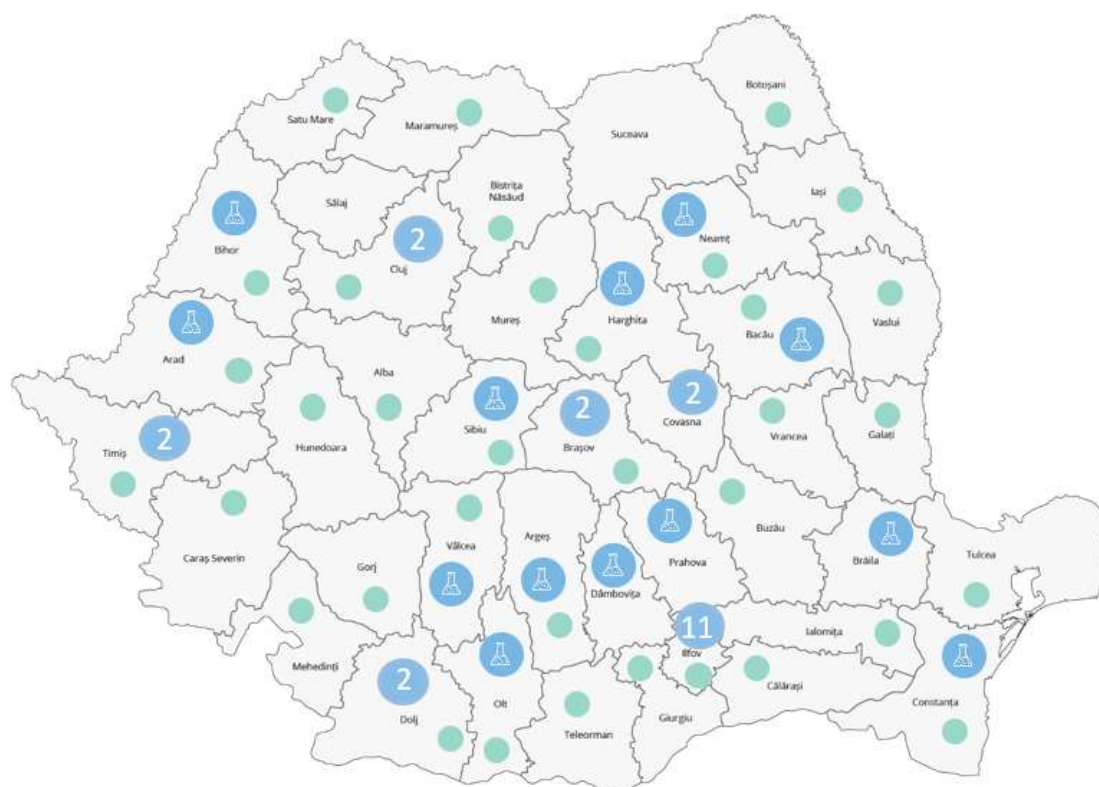 Botoșani
Satu Mare
Maramureș
Suceava
Bistrița
Năsăud
Iași
Sălaj
2
Neamț
Bihor
Cluj
Mureș
Harghita
Bacău
Vaslui
Arad
Alba
2
2
Covasna
Sibiu
Brașov
Vrancea
Galați
2
Timiș
Hunedoara
Buzău
Argeș
Vâlcea
Caraș Severin
Gorj
Prahova
Brăila
Tulcea
Dâmbovița
11
Ialomița
Ilfov
Mehedinți
2
Călărași
Olt
Constanța
Dolj
Giurgiu
Teleorman